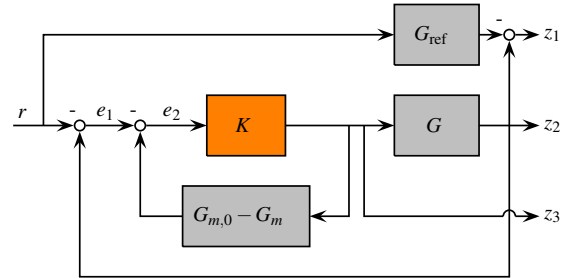 G_ref
- z_1
r - e_1 - e_2 K G z_2
G_{m,0} − G_m z_3